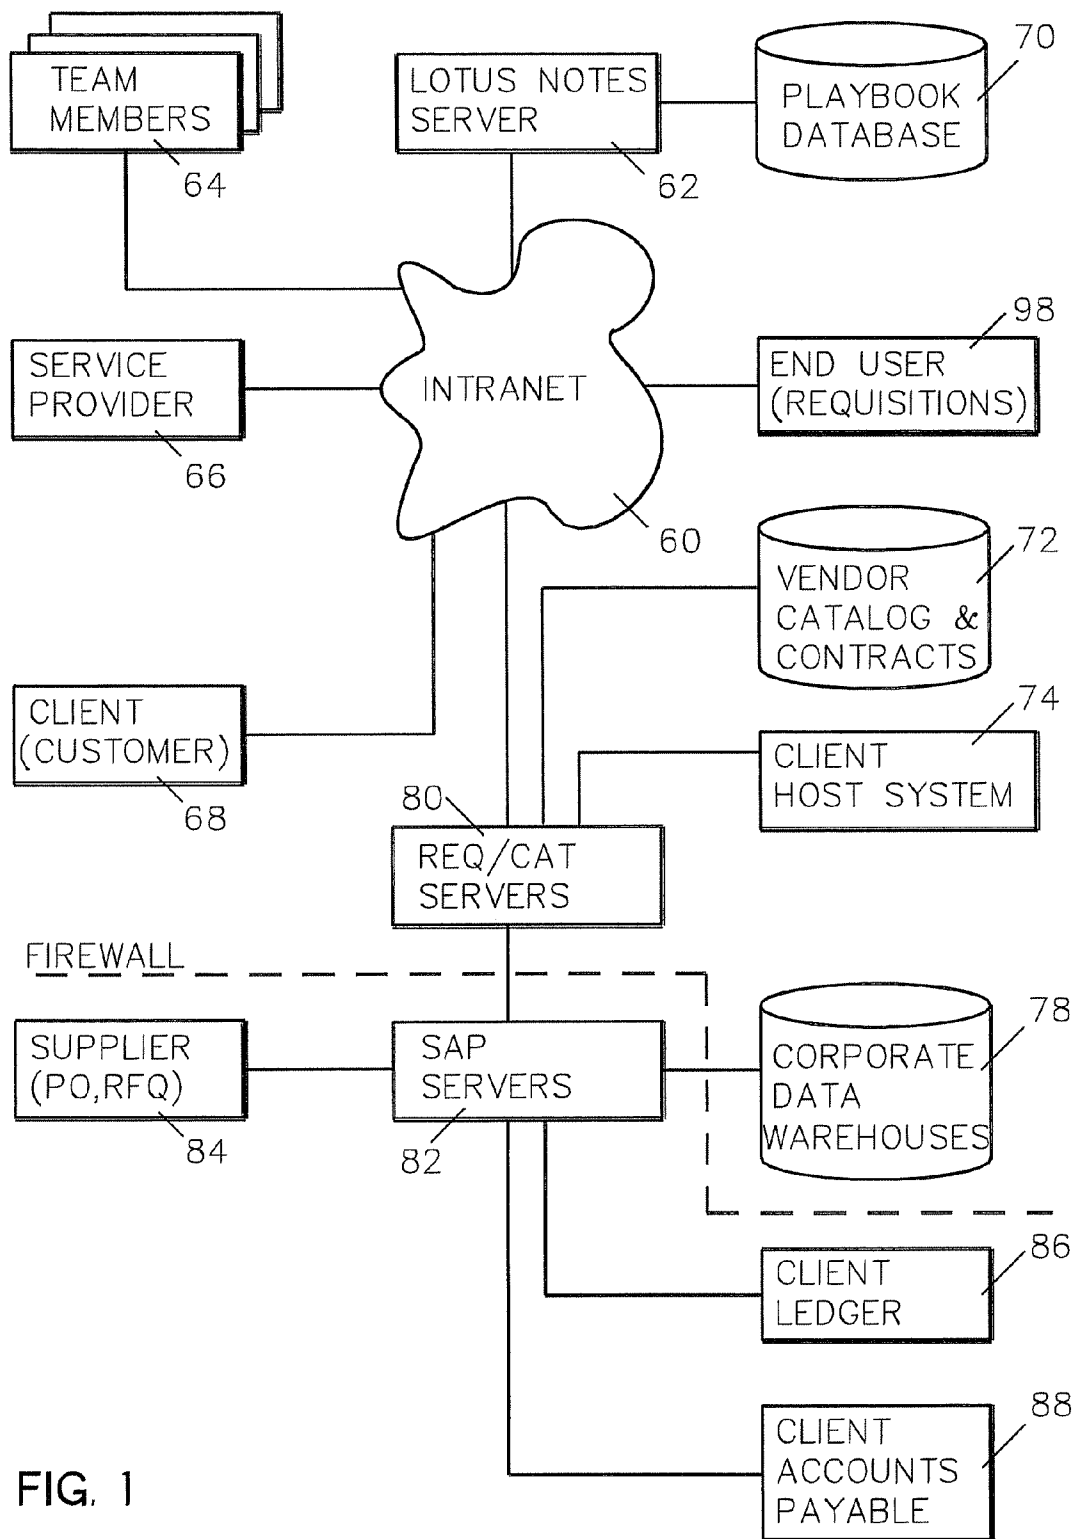 TEAM
MEMBERS
64
LOTUS NOTES
SERVER
62
PLAYBOOK
DATABASE
70
SERVICE
PROVIDER
66
INTRANET
60
END USER
(REQUISITIONS)
98
VENDOR
CATALOG &
CONTRACTS
72
CLIENT
(CUSTOMER)
68
CLIENT
HOST SYSTEM
74
80
REQ/CAT
SERVERS
FIREWALL
SUPPLIER
(PO,RFQ)
84
SAP
SERVERS
82
CORPORATE
DATA
WAREHOUSES
78
CLIENT
LEDGER
86
CLIENT
ACCOUNTS
PAYABLE
88
FIG. 1